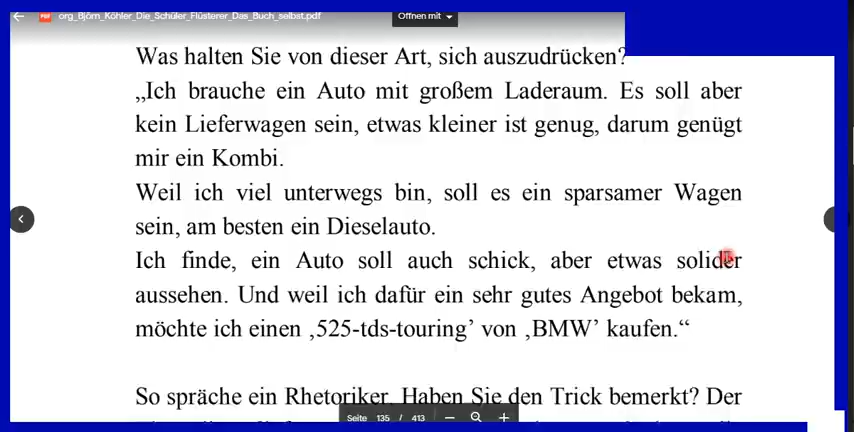 org_Björn_Köhler_Die_Schüler_Flüsterer_Das_Buch_selbst.pdf
Öffnen mit
Was halten Sie von dieser Art, sich auszudrücken?
„Ich brauche ein Auto mit großem Laderaum. Es soll aber
kein Lieferwagen sein, etwas kleiner ist genug, darum genügt
mir ein Kombi.
Weil ich viel unterwegs bin, soll es ein sparsamer Wagen
sein, am besten ein Dieselauto.
Ich finde, ein Auto soll auch schick, aber etwas solider
aussehen. Und weil ich dafür ein sehr gutes Angebot bekam,
möchte ich einen ‚525-tds-touring’ von ‚BMW’ kaufen.“
So spräche ein Rhetoriker. Haben Sie den Trick bemerkt? Der
Seite 135 / 413